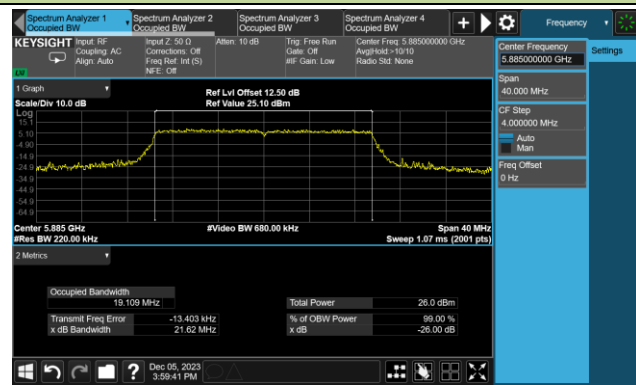 Spectrum Analyzer 1
Occupied BW
Spectrum Analyzer 2
Occupied BW
Spectrum Analyzer 3
Occupied BW
Spectrum Analyzer 4
Occupied BW
Frequency
KEYSIGHT
Input: RF
Coupling: AC
Align: Auto
Input Z: 50 Ω
Corrections: Off
Freq Ref: Int (S)
NFE: Off
Atten: 10 dB
Trig: Free Run
Gate: Off
#IF Gain: Low
Center Freq: 5.885000000 GHz
Avg|Hold:>10/10
Radio Std: None
Center Frequency
5.885000000 GHz
Settings
Span
40.000 MHz
CF Step
4.000000 MHz
Auto
Man
Freq Offset
0 Hz
1 Graph
Scale/Div 10.0 dB
Ref Lvl Offset 12.50 dB
Ref Value 25.10 dBm
Log
15.1
5.10
-4.90
-14.9
-24.9
-34.9
-44.9
-54.9
-64.9
Center 5.885 GHz
#Res BW 220.00 kHz
#Video BW 680.00 kHz
Span 40 MHz
Sweep 1.07 ms (2001 pts)
2 Metrics
Occupied Bandwidth
19.109 MHz
Total Power
26.0 dBm
Transmit Freq Error
-13.403 kHz
% of OBW Power
99.00 %
x dB Bandwidth
21.62 MHz
x dB
-26.00 dB
Dec 05, 2023
3:59:41 PM